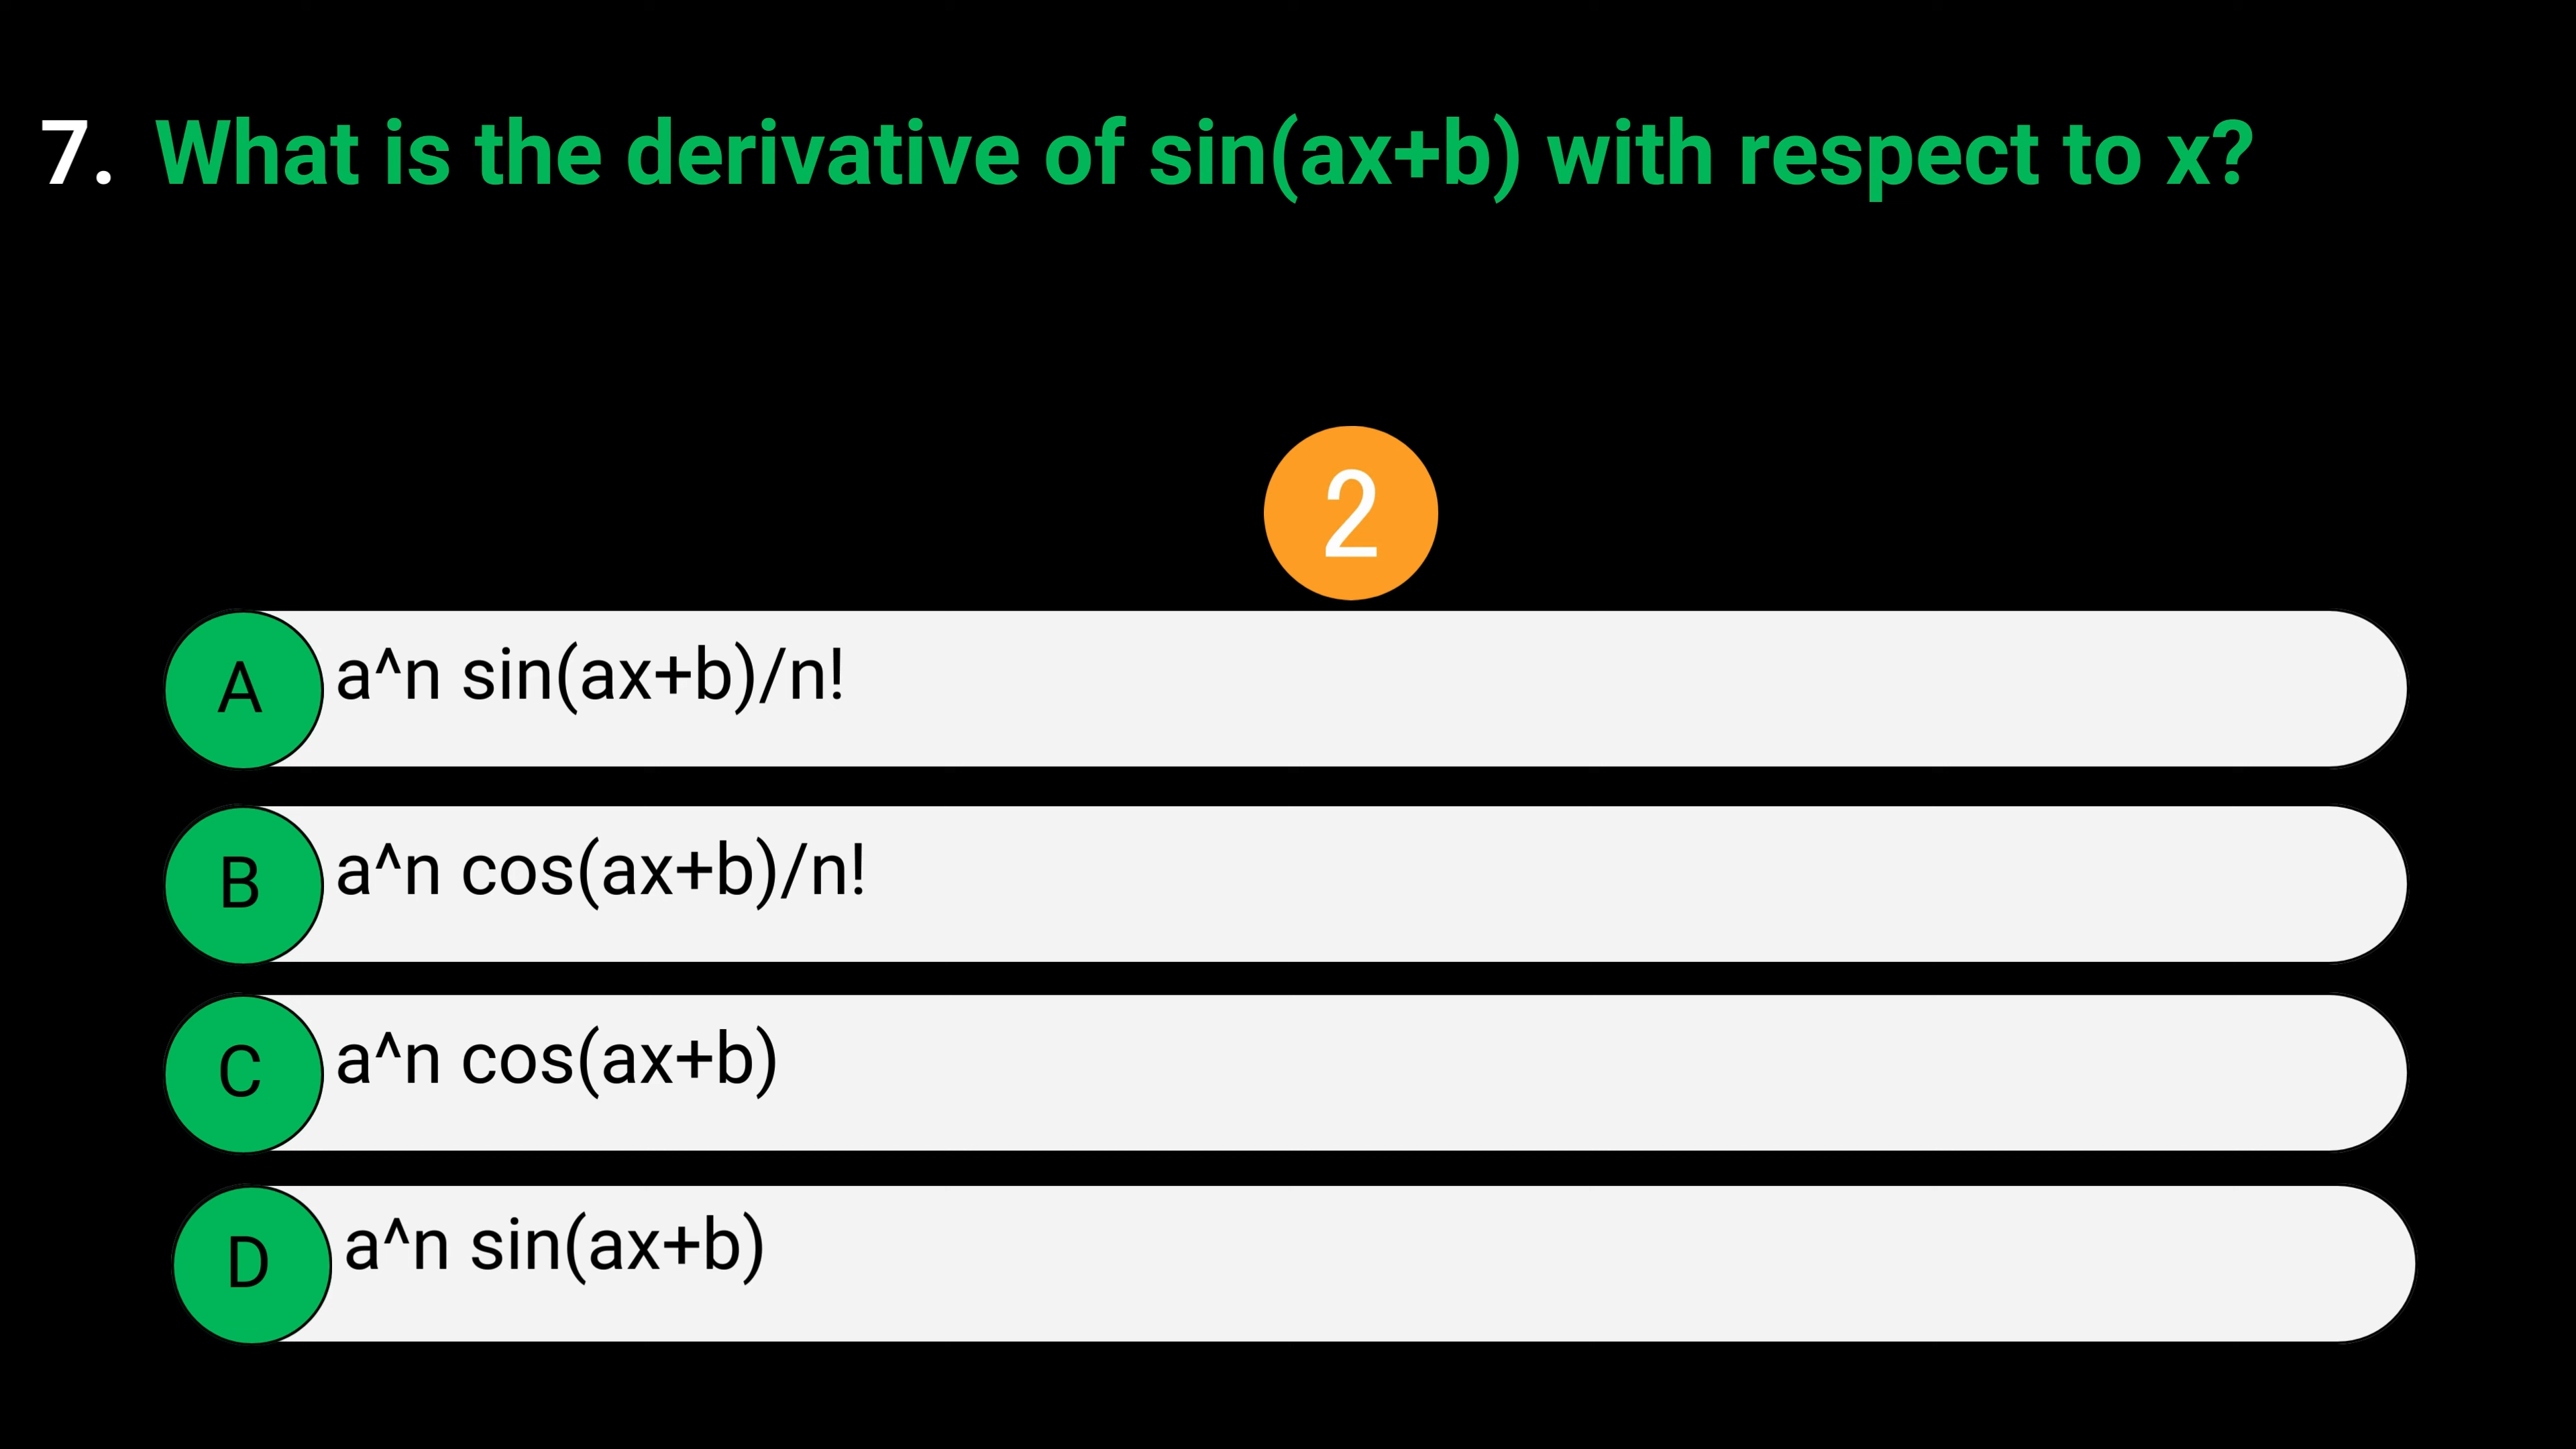 7. What is the derivative of sin(ax+b) with respect to x?
2
A a^n sin(ax+b)/n!
B a^n cos(ax+b)/n!
C a^n cos(ax+b)
D a^n sin(ax+b)